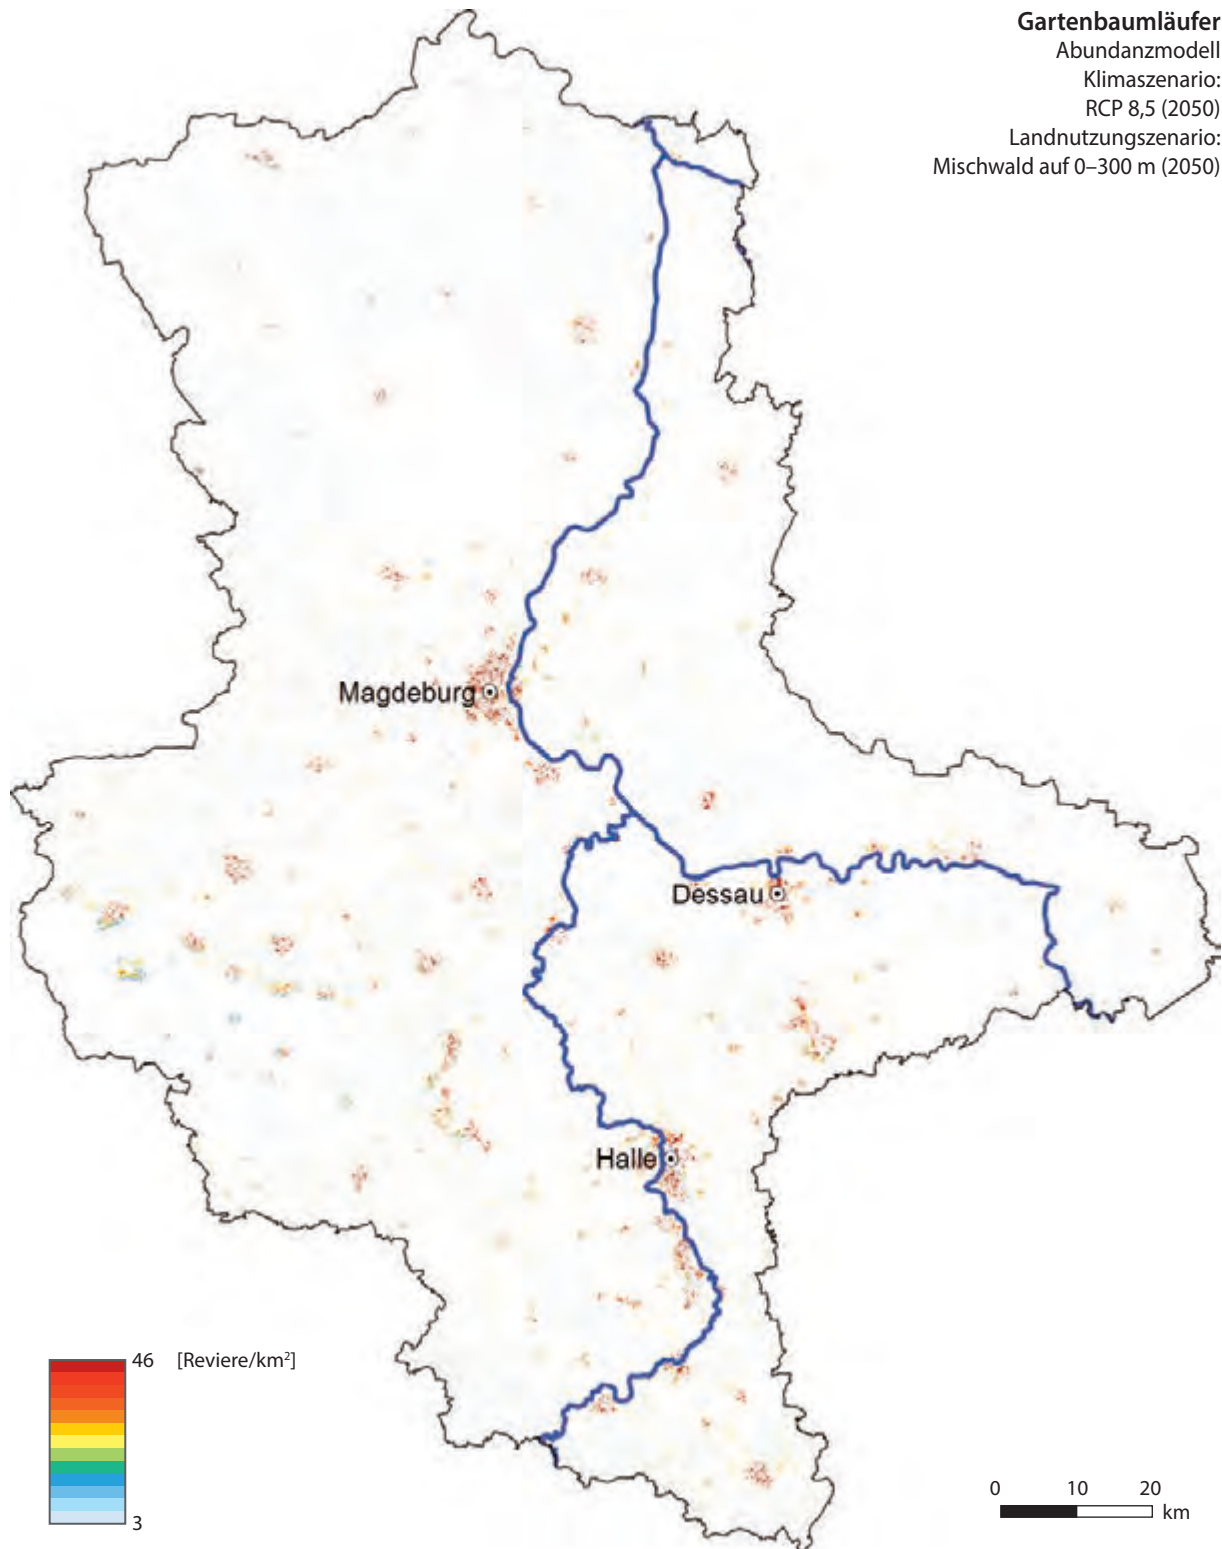 Gartenbaumläufer
Abundanzmodell
Klimaszenario:
RCP 8,5 (2050)
Landnutzungszenario:
Mischwald auf 0–300 m (2050)
Magdeburg
Dessau
Halle
46 [Reviere/km²]
3
0 10 20
km